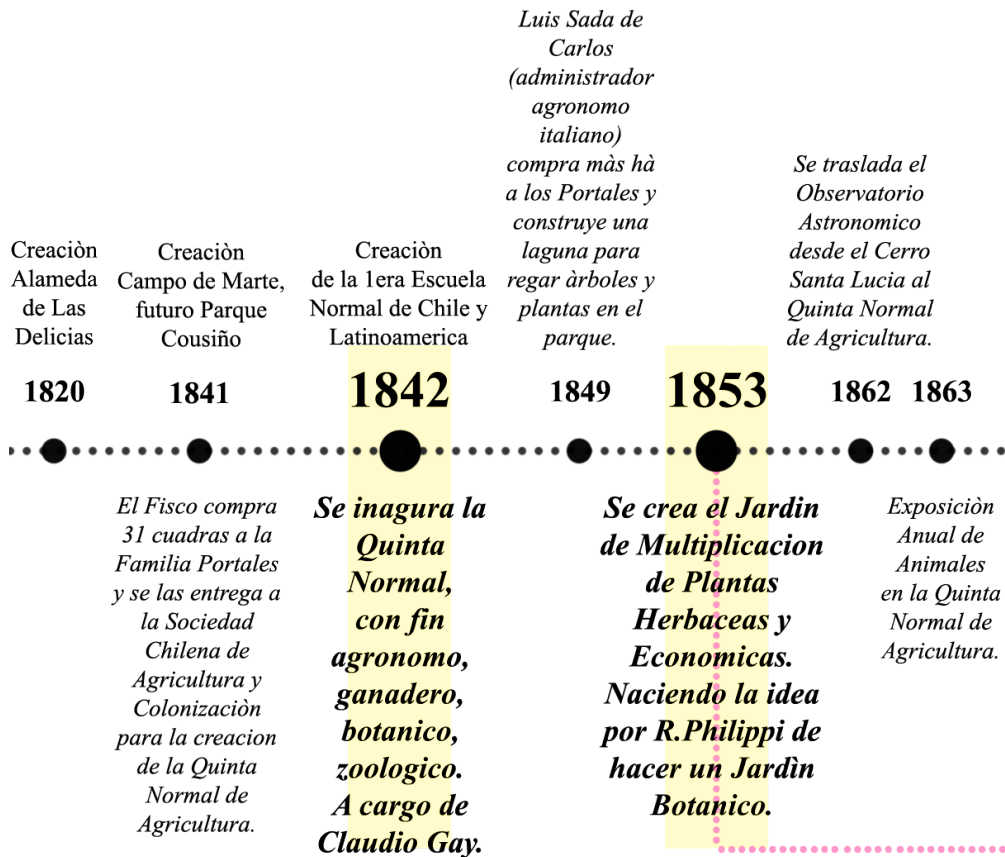 Creaciòn
Alameda
de Las
Delicias
1820
Creaciòn
Campo de Marte,
futuro Parque
Cousiño
1841
El Fisco compra
31 cuadras a la
Familia Portales
y se las entrega a
la Sociedad
Chilena de
Agricultura y
Colonizaciòn
para la creacion
de la Quinta
Normal de
Agricultura.
Creaciòn
de la 1era Escuela
Normal de Chile y
Latinoamerica
1842
Se inagura la
Quinta
Normal,
con fin
agronomo,
ganadero,
botanico,
zoologico.
A cargo de
Claudio Gay.
Luis Sada de
Carlos
(administrador
agronomo
italiano)
compra màs hà
a los Portales y
construye una
laguna para
regar àrboles y
plantas en el
parque.
1849
1853
Se crea el Jardin
de Multiplicacion
de Plantas
Herbaceas y
Economicas.
Naciendo la idea
por R.Philippi de
hacer un Jardìn
Botanico.
Se traslada el
Observatorio
Astronomico
desde el Cerro
Santa Lucia al
Quinta Normal
de Agricultura.
1862
1863
Exposiciòn
Anual de
Animales
en la Quinta
Normal de
Agricultura.